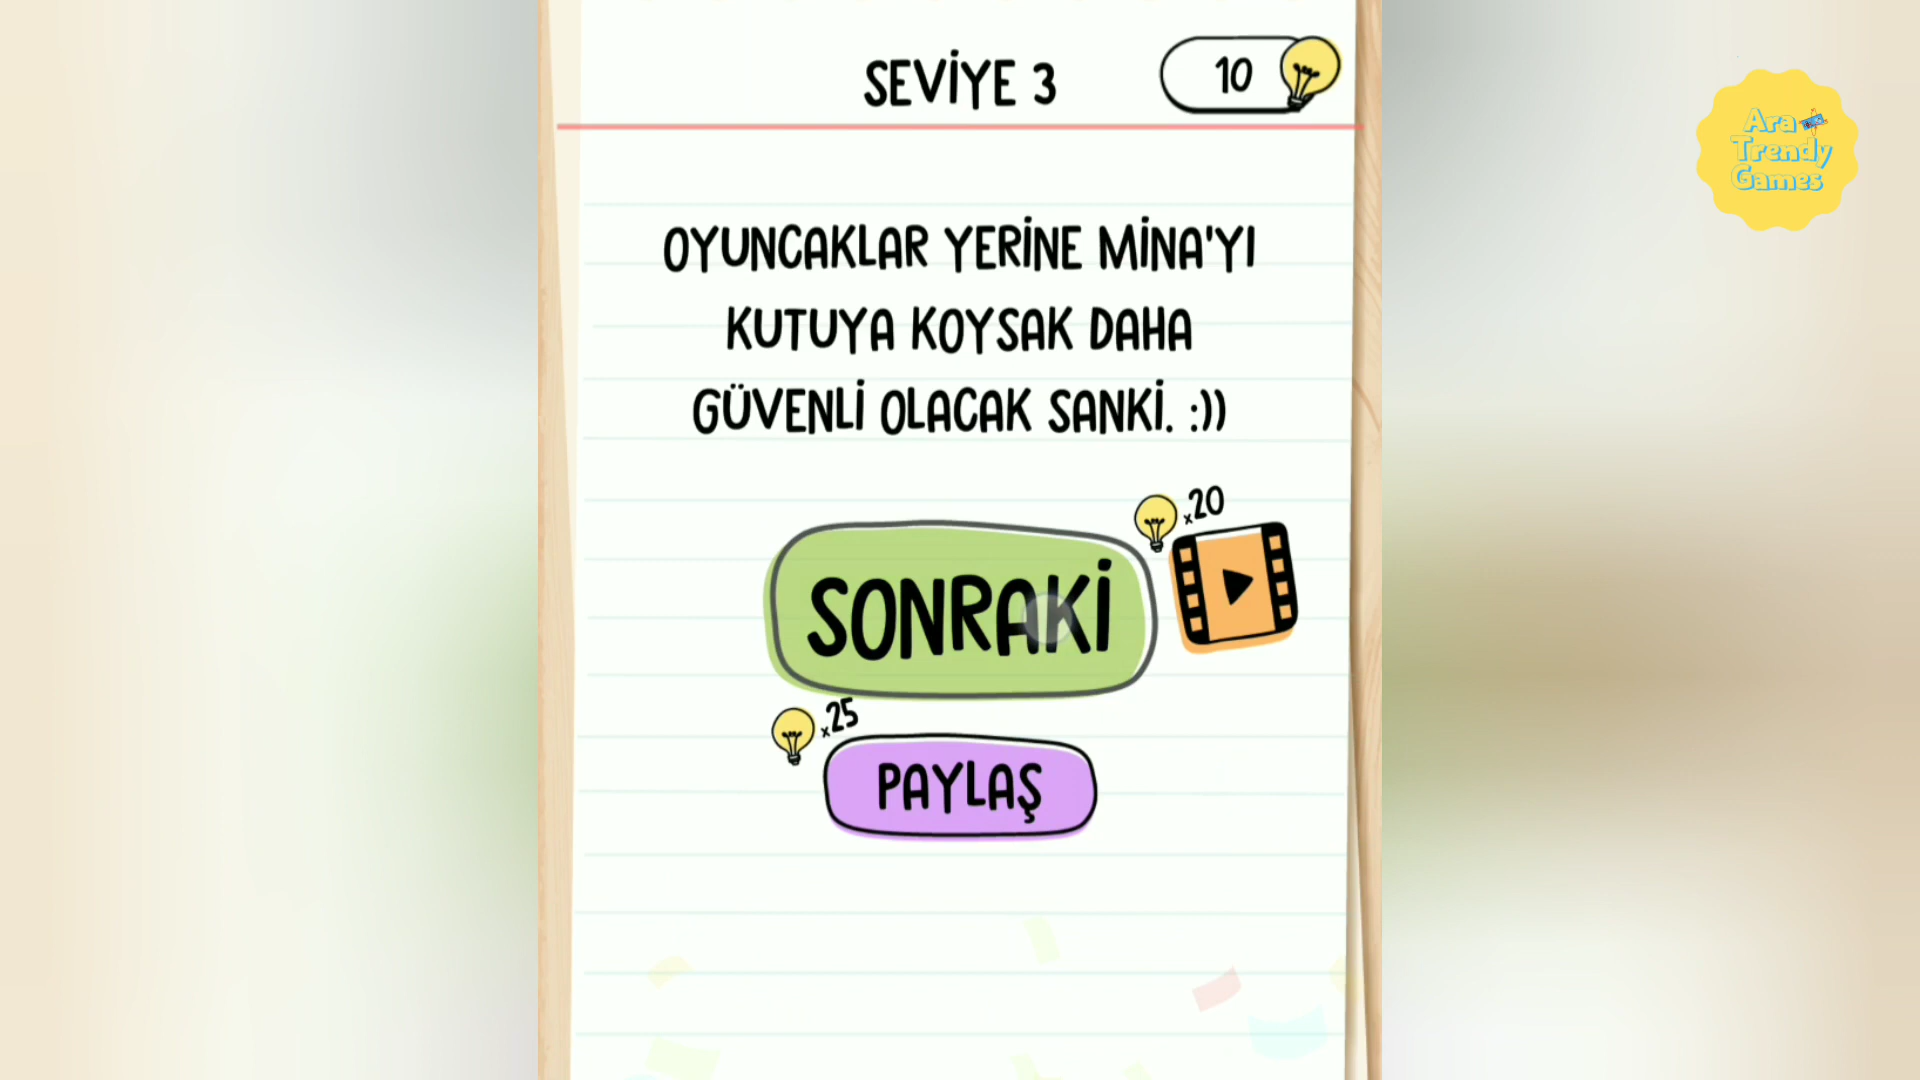 SEVİYE 3
10
Ara
Trendy
Games
OYUNCAKLAR YERİNE MİNA'YI
KUTUYA KOYSAK DAHA
GÜVENLİ OLACAK SANKİ. :))
x20
SONRAKİ
x25
PAYLAŞ